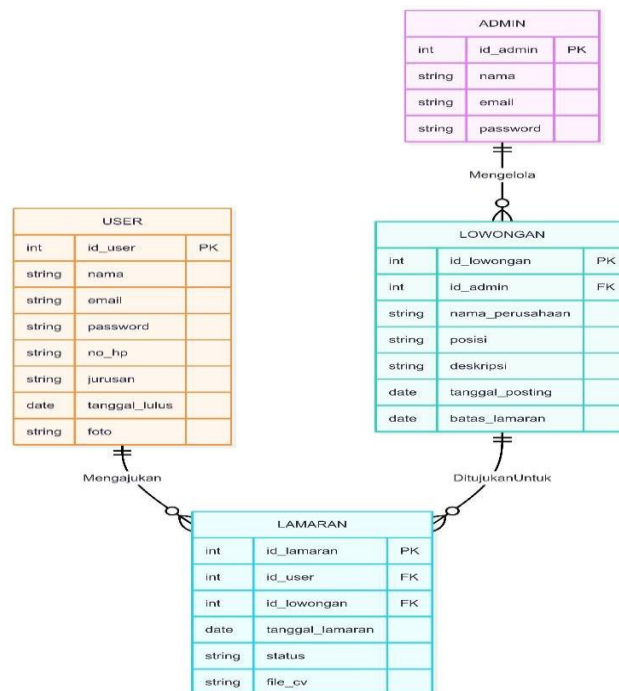 ADMIN
int id_admin PK
string nama
string email
string password
Mengelola
USER
int id_user PK
string nama
string email
string password
string no_hp
string jurusan
date tanggal_lulus
string foto
LOWONGAN
int id_lowongan PK
int id_admin FK
string nama_perusahaan
string posisi
string deskripsi
date tanggal_posting
date batas_lamaran
Mengajukan
DitujukanUntuk
LAMARAN
int id_lamaran PK
int id_user FK
int id_lowongan FK
date tanggal_lamaran
string status
string file_cv